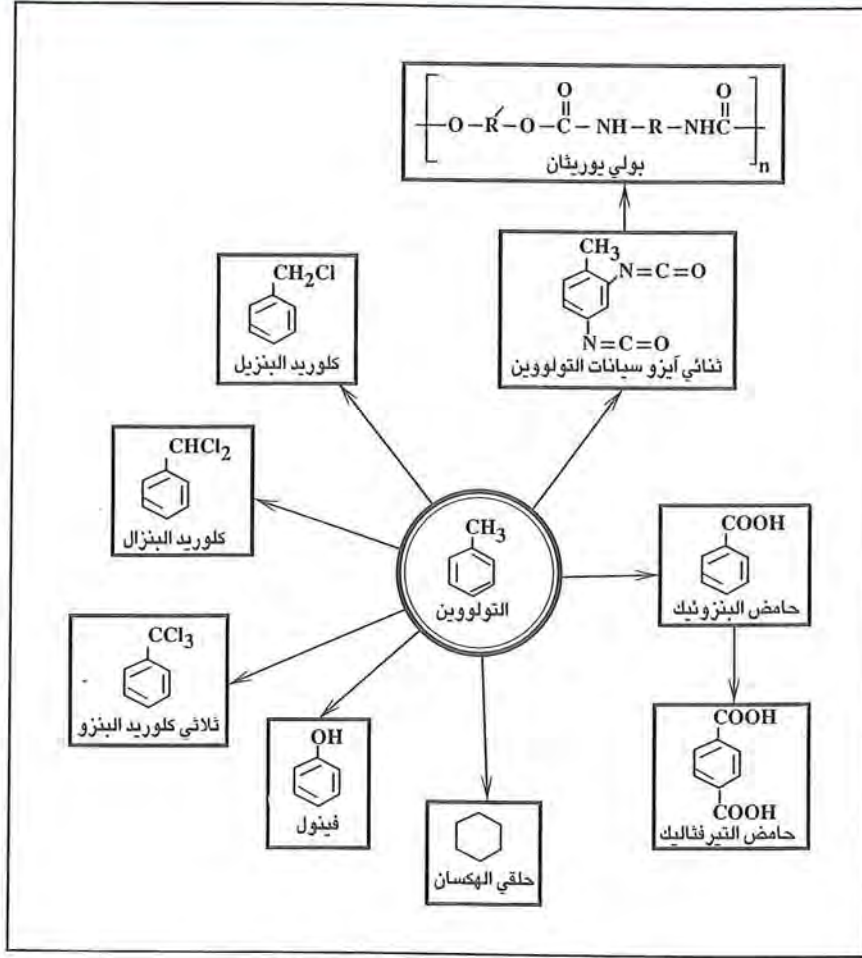 O O
O – R′ – O – C – NH – R – NHC
n
بولي يوريثان
CH3
N=C=O
N=C=O
ثنائي آيزو سيانات التولووين
CH2Cl
كلوريد البنزيل
CHCl2
كلوريد البنزال
CH3
التولووين
COOH
حامض البنزوئيك
CCl3
ثلاثي كلوريد البنزو
OH
فينول
حلقي الهكسان
COOH
COOH
حامض التيرفثاليك